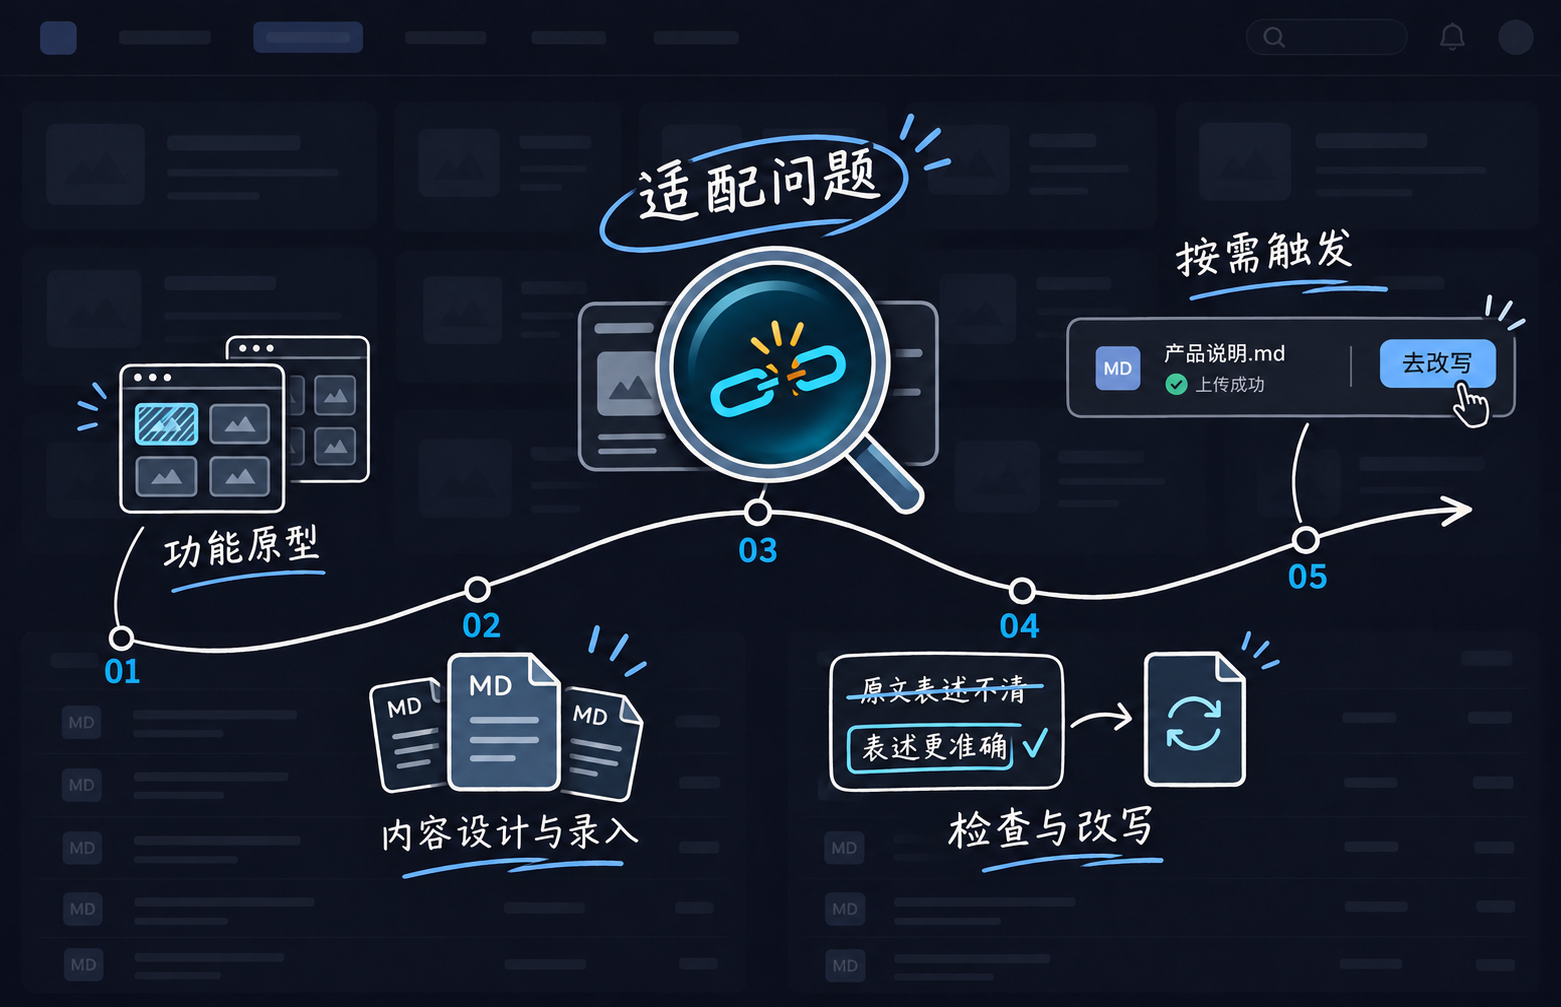 适配问题
按需触发
MD
产品说明.md
上传成功
去改写
功能原型
01
02
03
04
05
MD
MD
MD
内容设计与录入
原文表述不清
表述更准确
检查与改写
MD
MD
MD
MD
MD
MD
MD
MD